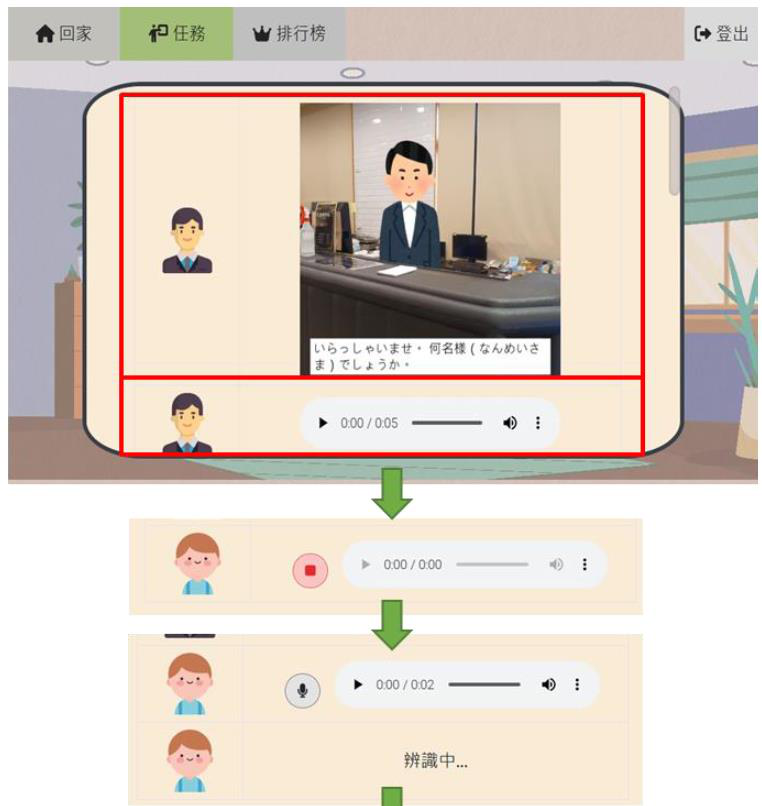 回家 任務 排行榜 登出
いらっしゃいませ。何名様(なんめいさ
ま)でしょうか。
0:00 / 0:05
0:00 / 0:00
0:00 / 0:02
辨識中...